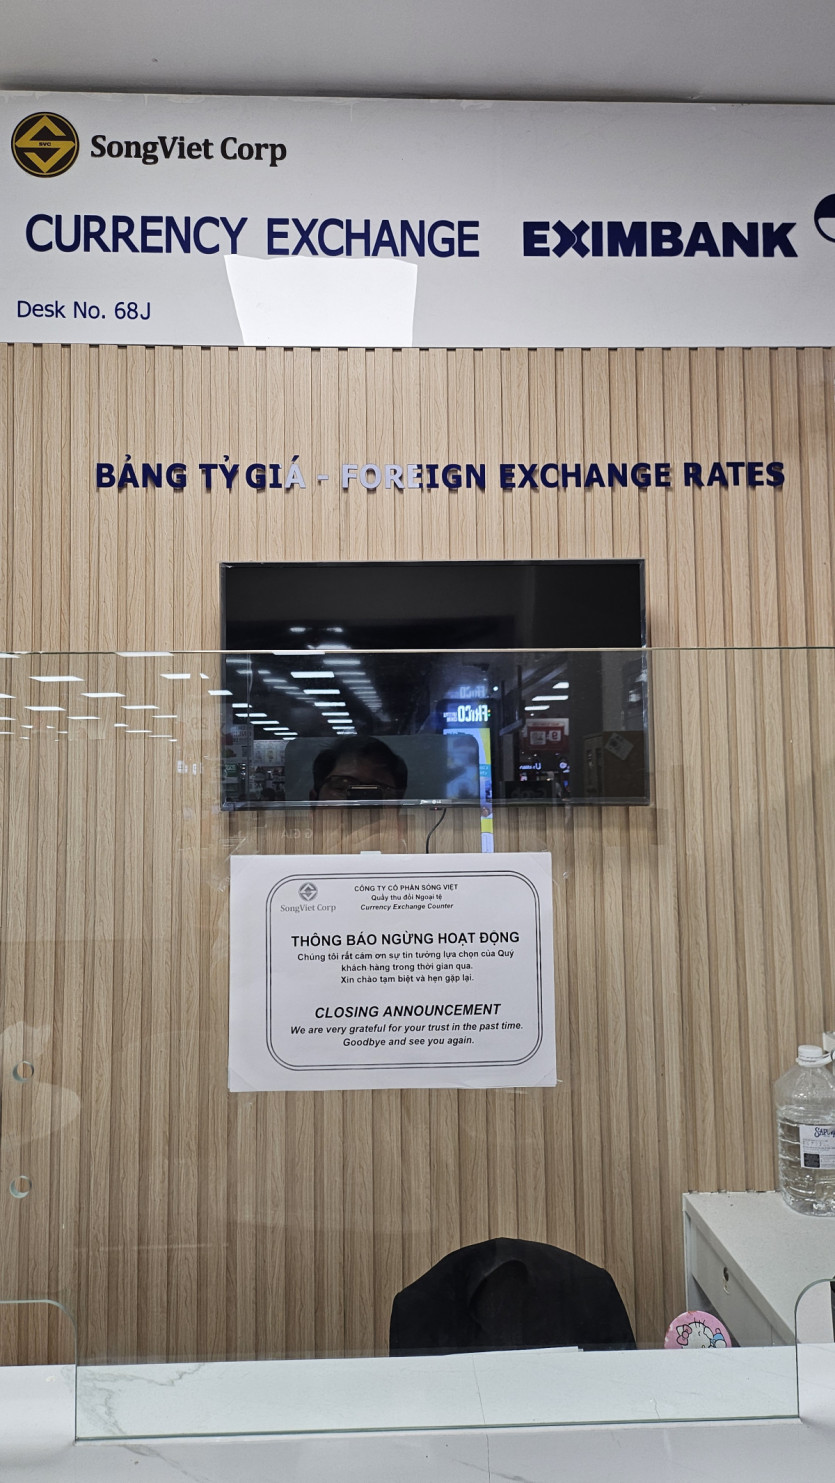 SVC
SongViet Corp
CURRENCY EXCHANGE EXIMBANK
Desk No. 68J
BẢNG TỶ GIÁ - FOREIGN EXCHANGE RATES
SongViet Corp
CÔNG TY CỔ PHẦN SÓNG VIỆT
Quầy thu đổi Ngoại tệ
Currency Exchange Counter
THÔNG BÁO NGỪNG HOẠT ĐỘNG
Chúng tôi rất cảm ơn sự tin tưởng lựa chọn của Quý
khách hàng trong thời gian qua.
Xin chào tạm biệt và hẹn gặp lại.
CLOSING ANNOUNCEMENT
We are very grateful for your trust in the past time.
Goodbye and see you again.